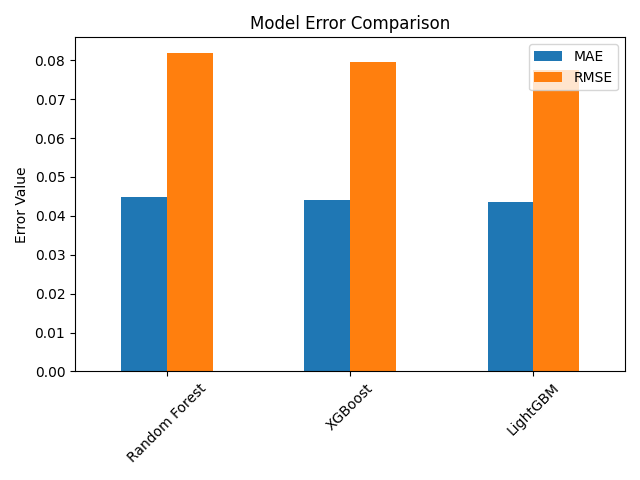 Model Error Comparison
MAE
RMSE
Error Value
0.08
0.07
0.06
0.05
0.04
0.03
0.02
0.01
0.00
Random Forest
XGBoost
LightGBM